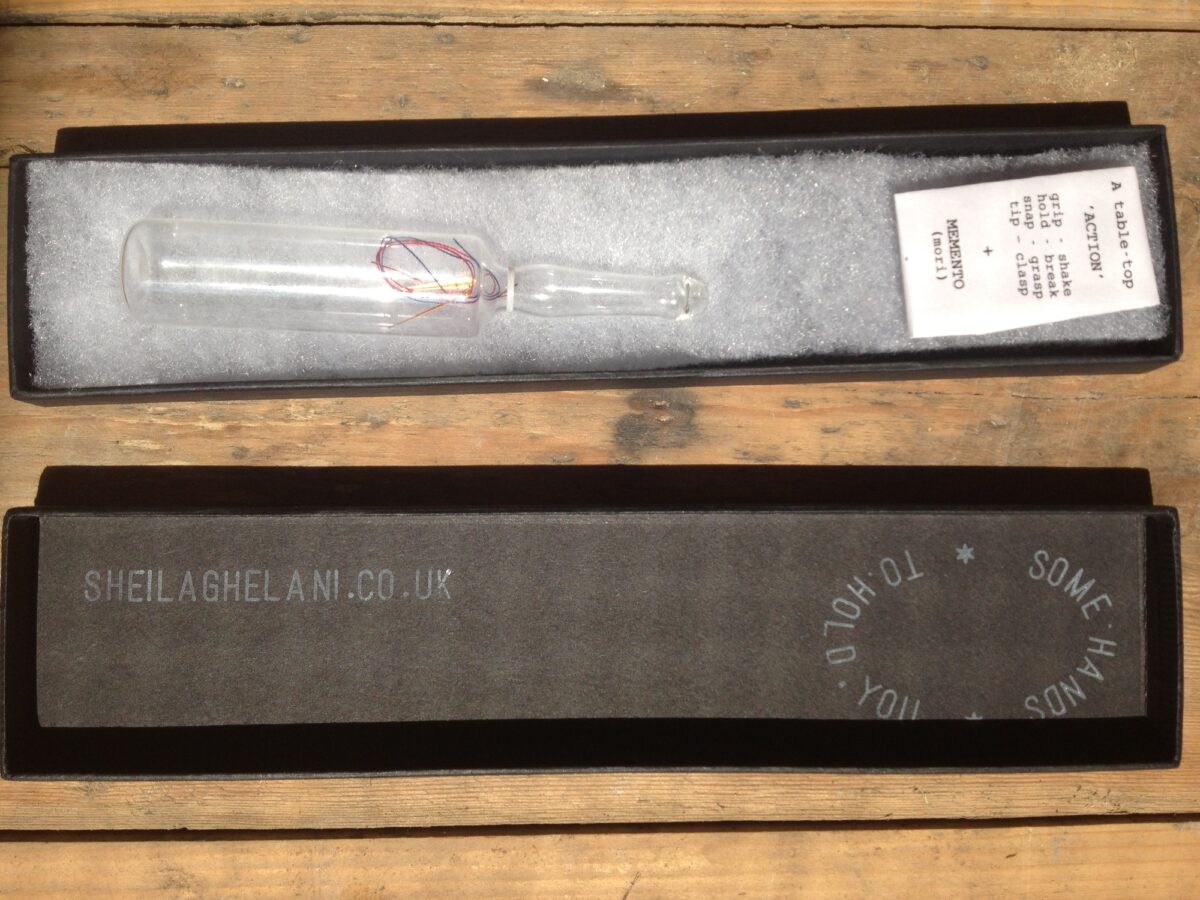 A table-top
'ACTION'
grip - shake
hold - break
snap - grasp
tip - clasp
+
MEMENTO
(mori)
SHEILAGHELANI.CO.UK
SOME·HANDS * TO·HOLD·YOU *